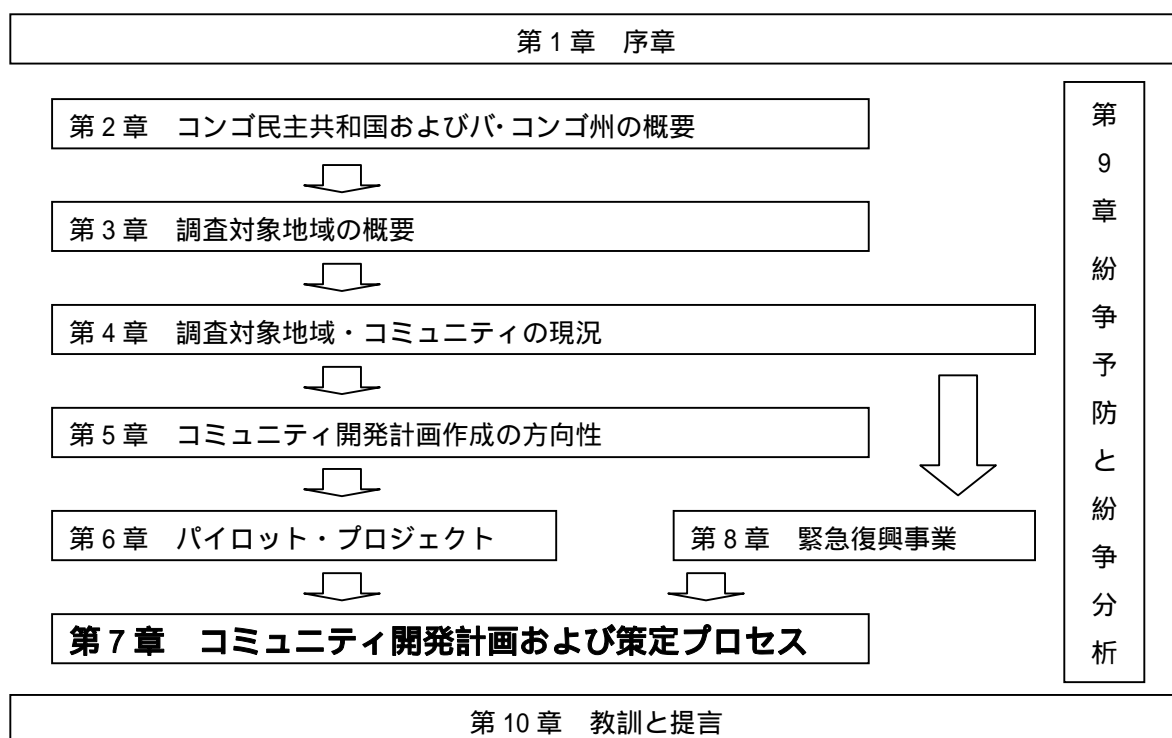 第1章 序章
第2章 コンゴ民主共和国およびバ・コンゴ州の概要
第3章 調査対象地域の概要
第4章 調査対象地域・コミュニティの現況
第5章 コミュニティ開発計画作成の方向性
第6章 パイロット・プロジェクト
第8章 緊急復興事業
第7章 コミュニティ開発計画および策定プロセス
第9章紛争予防と紛争分析
第10章 教訓と提言